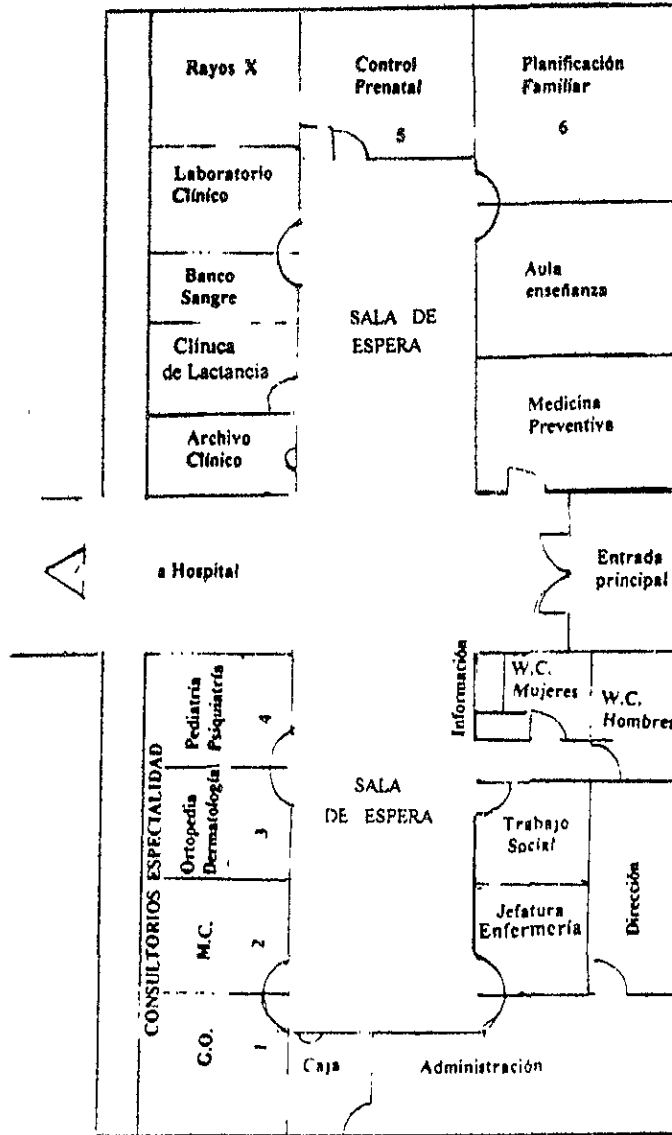 Rayos X
Control
Prenatal
5
Planificación
Familiar
6
Laboratorio
Clínico
Banco
Sangre
Clínica
de Lactancia
Archivo
Clínico
SALA DE
ESPERA
Aula
enseñanza
Medicina
Preventiva
a Hospital
Entrada
principal
CONSULTORIOS ESPECIALIDAD
Pediatría
Psiquiatría
4
Ortopedia
Dermatología
3
M.C.
2
G.O.
1
SALA
DE ESPERA
Información
W.C.
Mujeres
W.C.
Hombres
Trabajo
Social
Jefatura
Enfermería
Dirección
Caja
Administración